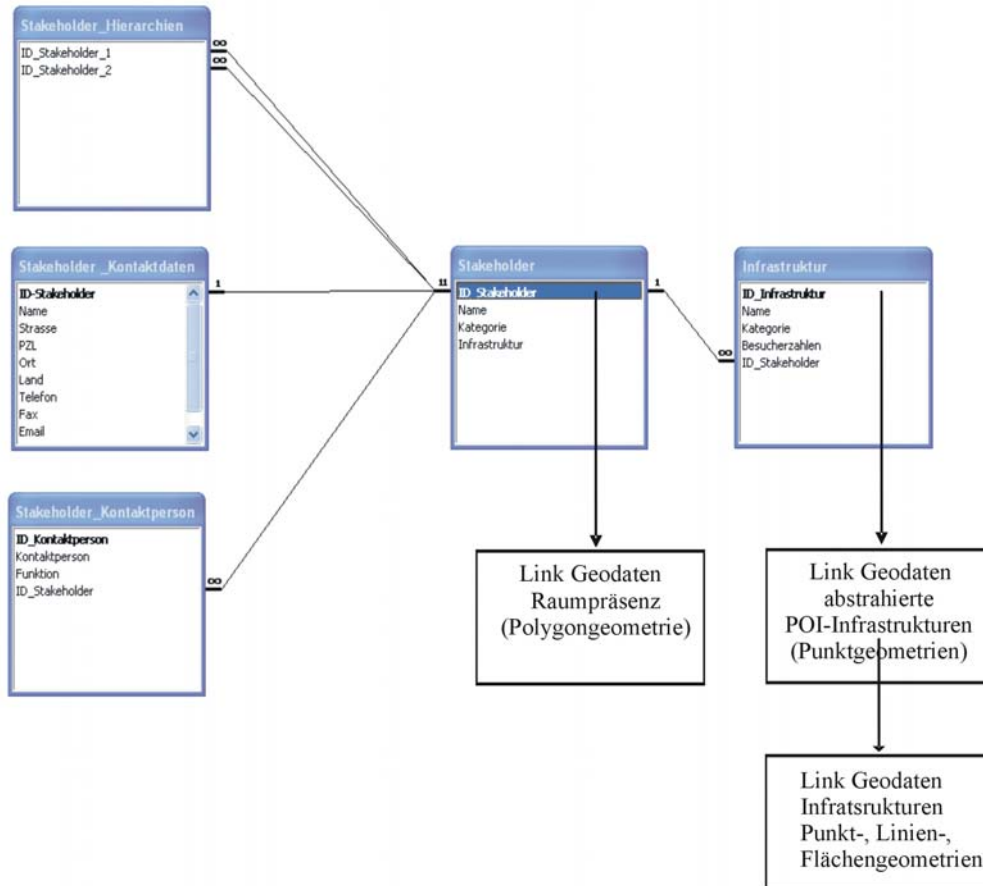 Stakeholder_Hierarchien
ID_Stakeholder_1
ID_Stakeholder_2
∞
∞
Stakeholder _Kontaktdaten
ID-Stakeholder
Name
Strasse
PZL
Ort
Land
Telefon
Fax
Email
1
Stakeholder_Kontaktperson
ID_Kontaktperson
Kontaktperson
Funktion
ID_Stakeholder
∞
11
Stakeholder
ID_Stakeholder
Name
Kategorie
Infrastruktur
1
∞
Infrastruktur
ID_Infrastruktur
Name
Kategorie
Besucherzahlen
ID_Stakeholder
Link Geodaten
Raumpräsenz
(Polygongeometrie)
Link Geodaten
abstrahierte
POI-Infrastrukturen
(Punktgeometrien)
Link Geodaten
Infratsrukturen
Punkt-, Linien-,
Flächengeometrien